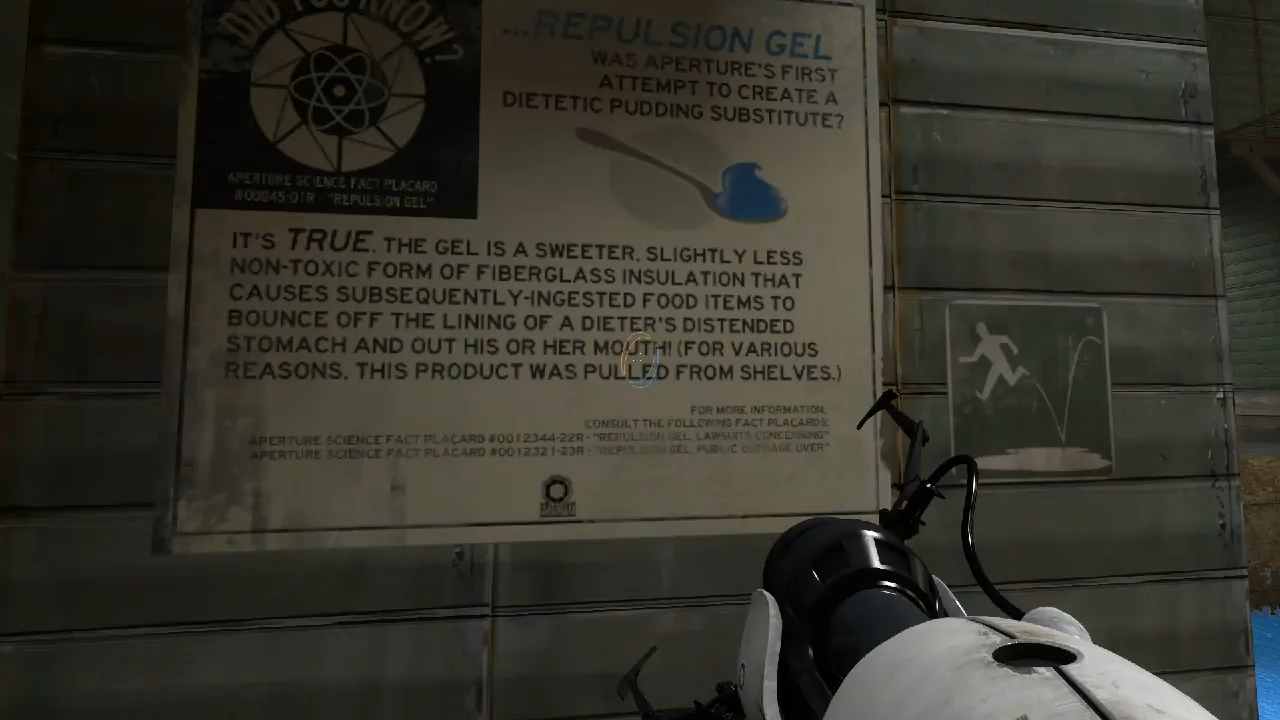 DID YOU KNOW?
APERTURE SCIENCE FACT PLACARD
#00045-01R "REPULSION GEL"
...REPULSION GEL
WAS APERTURE'S FIRST
ATTEMPT TO CREATE A
DIETETIC PUDDING SUBSTITUTE?
IT'S TRUE. THE GEL IS A SWEETER, SLIGHTLY LESS
NON-TOXIC FORM OF FIBERGLASS INSULATION THAT
CAUSES SUBSEQUENTLY-INGESTED FOOD ITEMS TO
BOUNCE OFF THE LINING OF A DIETER'S DISTENDED
STOMACH AND OUT HIS OR HER MOUTH! (FOR VARIOUS
REASONS, THIS PRODUCT WAS PULLED FROM SHELVES.)
FOR MORE INFORMATION,
CONSULT THE FOLLOWING FACT PLACARDS:
APERTURE SCIENCE FACT PLACARD #0012344-22R - "REPULSION GEL, LAWSUITS CONCERNING"
APERTURE SCIENCE FACT PLACARD #0012321-23R - "REPULSION GEL, PUBLIC OUTRAGE OVER"